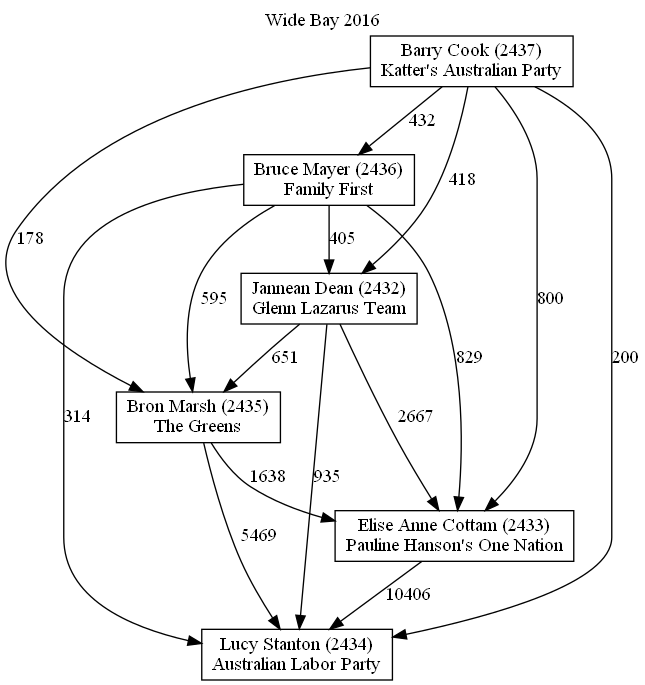 Wide Bay 2016
Barry Cook (2437)
Katter's Australian Party
432
Bruce Mayer (2436)
Family First
418
178
405
Jannean Dean (2432)
Glenn Lazarus Team
595
800
651
829
200
Bron Marsh (2435)
The Greens
314
2667
1638
935
Elise Anne Cottam (2433)
Pauline Hanson's One Nation
5469
10406
Lucy Stanton (2434)
Australian Labor Party